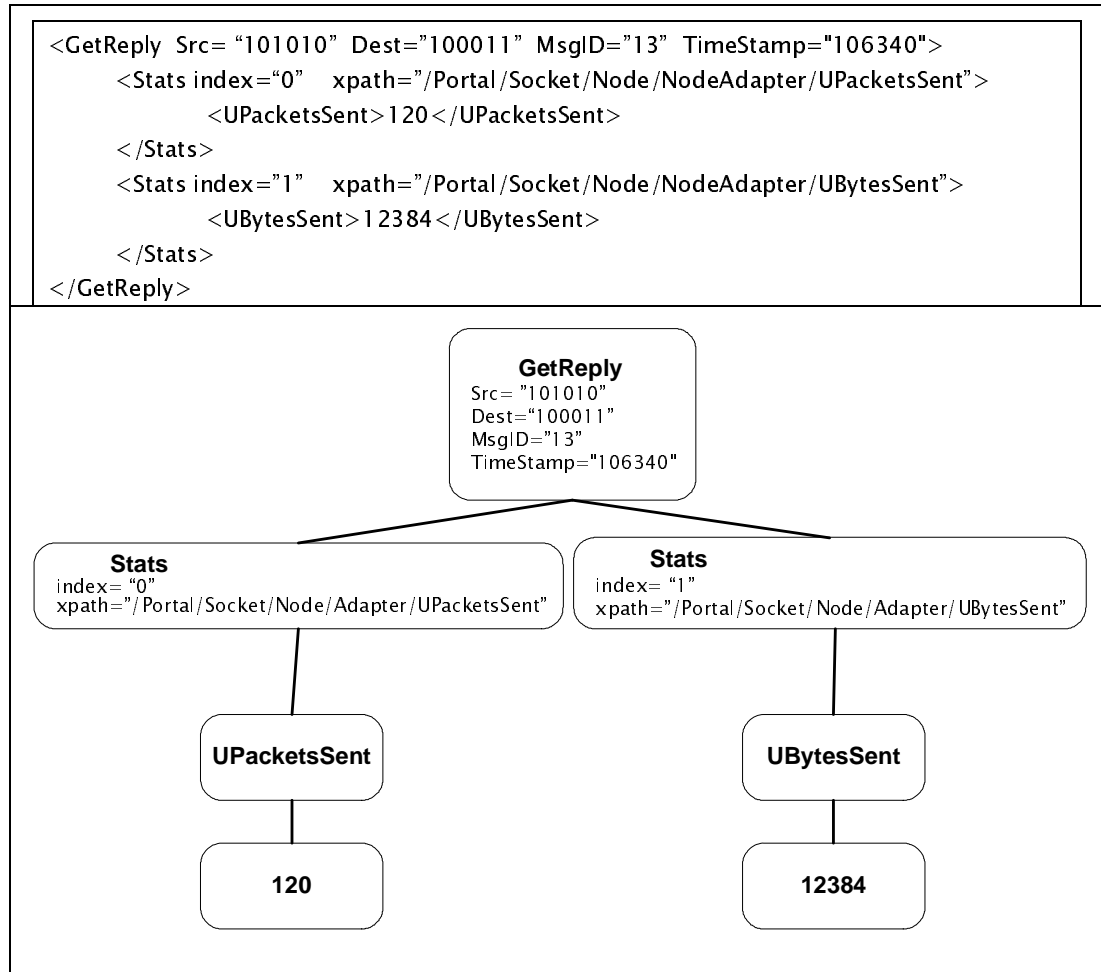 <GetReply Src= “101010” Dest=”100011” MsgID=”13” TimeStamp="106340">
<Stats index=“0” xpath=”/Portal/Socket/Node/NodeAdapter/UPacketsSent”>
<UPacketsSent>120</UPacketsSent>
</Stats>
<Stats index=”1” xpath=”/Portal/Socket/Node/NodeAdapter/UBytesSent”>
<UBytesSent>12384</UBytesSent>
</Stats>
</GetReply>
GetReply
Src= ”101010”
Dest=“100011”
MsgID=”13”
TimeStamp="106340"
Stats
index= “0”
xpath=”/Portal/Socket/Node/Adapter/UPacketsSent”
Stats
index= “1”
xpath=”/Portal/Socket/Node/Adapter/UBytesSent”
UPacketsSent
UBytesSent
120
12384